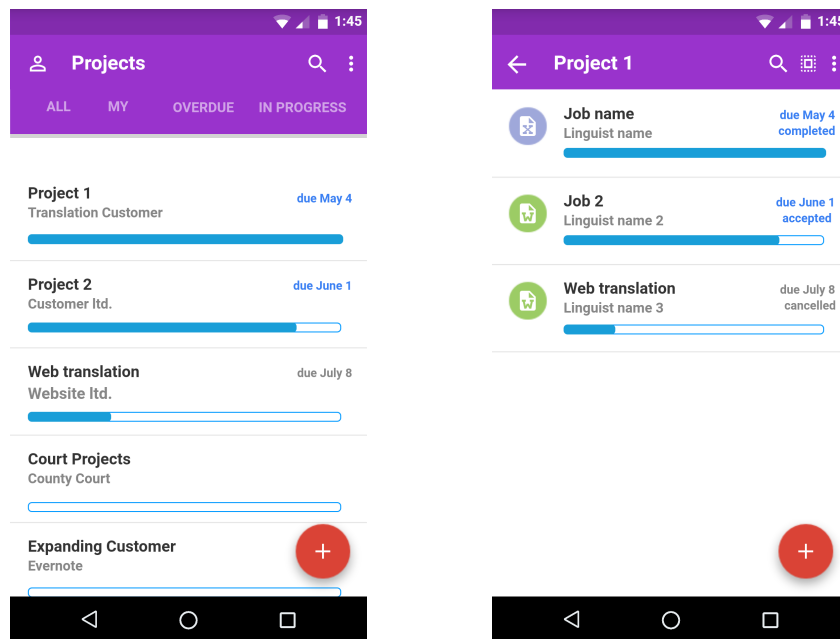 1:45
Projects
ALL MY OVERDUE IN PROGRESS
Project 1
due May 4
Translation Customer
Project 2
due June 1
Customer ltd.
Web translation
due July 8
Website ltd.
Court Projects
County Court
Expanding Customer
Evernote
1:45
Project 1
Job name
due May 4
Linguist name
completed
Job 2
due June 1
Linguist name 2
accepted
Web translation
due July 8
Linguist name 3
cancelled